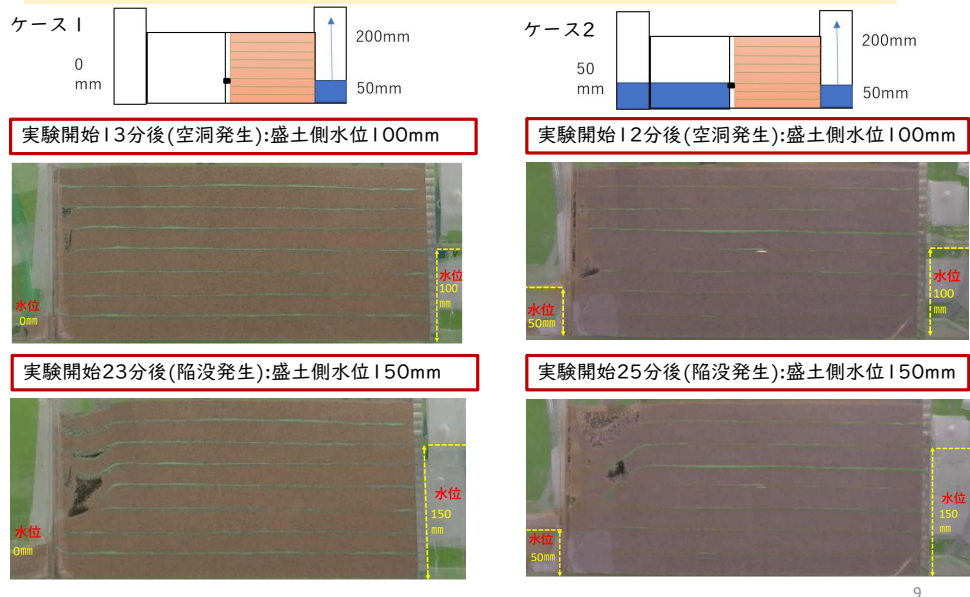 ケース1
0
mm
200mm
50mm
実験開始13分後(空洞発生):盛土側水位100mm
水位
0mm
水位
100
mm
実験開始23分後(陥没発生):盛土側水位150mm
水位
0mm
水位
150
mm
ケース2
50
mm
200mm
50mm
実験開始12分後(空洞発生):盛土側水位100mm
水位
50mm
水位
100
mm
実験開始25分後(陥没発生):盛土側水位150mm
水位
50mm
水位
150
mm
9